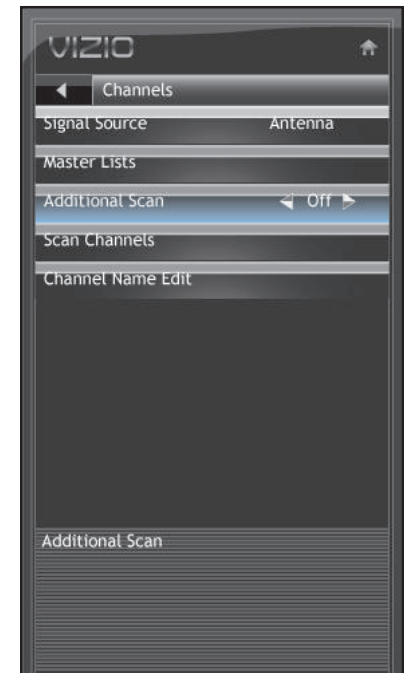 VIZIO
Channels
Signal Source Antenna
Master Lists
Additional Scan Off
Scan Channels
Channel Name Edit
Additional Scan